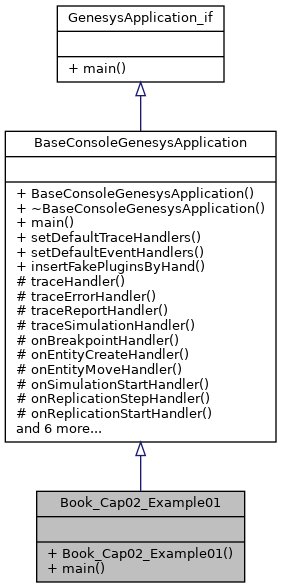 GenesysApplication_if
+ main()
BaseConsoleGenesysApplication
+ BaseConsoleGenesysApplication()
+ ~BaseConsoleGenesysApplication()
+ main()
+ setDefaultTraceHandlers()
+ setDefaultEventHandlers()
+ insertFakePluginsByHand()
# traceHandler()
# traceErrorHandler()
# traceReportHandler()
# traceSimulationHandler()
# onBreakpointHandler()
# onEntityCreateHandler()
# onEntityMoveHandler()
# onSimulationStartHandler()
# onReplicationStepHandler()
# onReplicationStartHandler()
and 6 more...
Book_Cap02_Example01
+ Book_Cap02_Example01()
+ main()